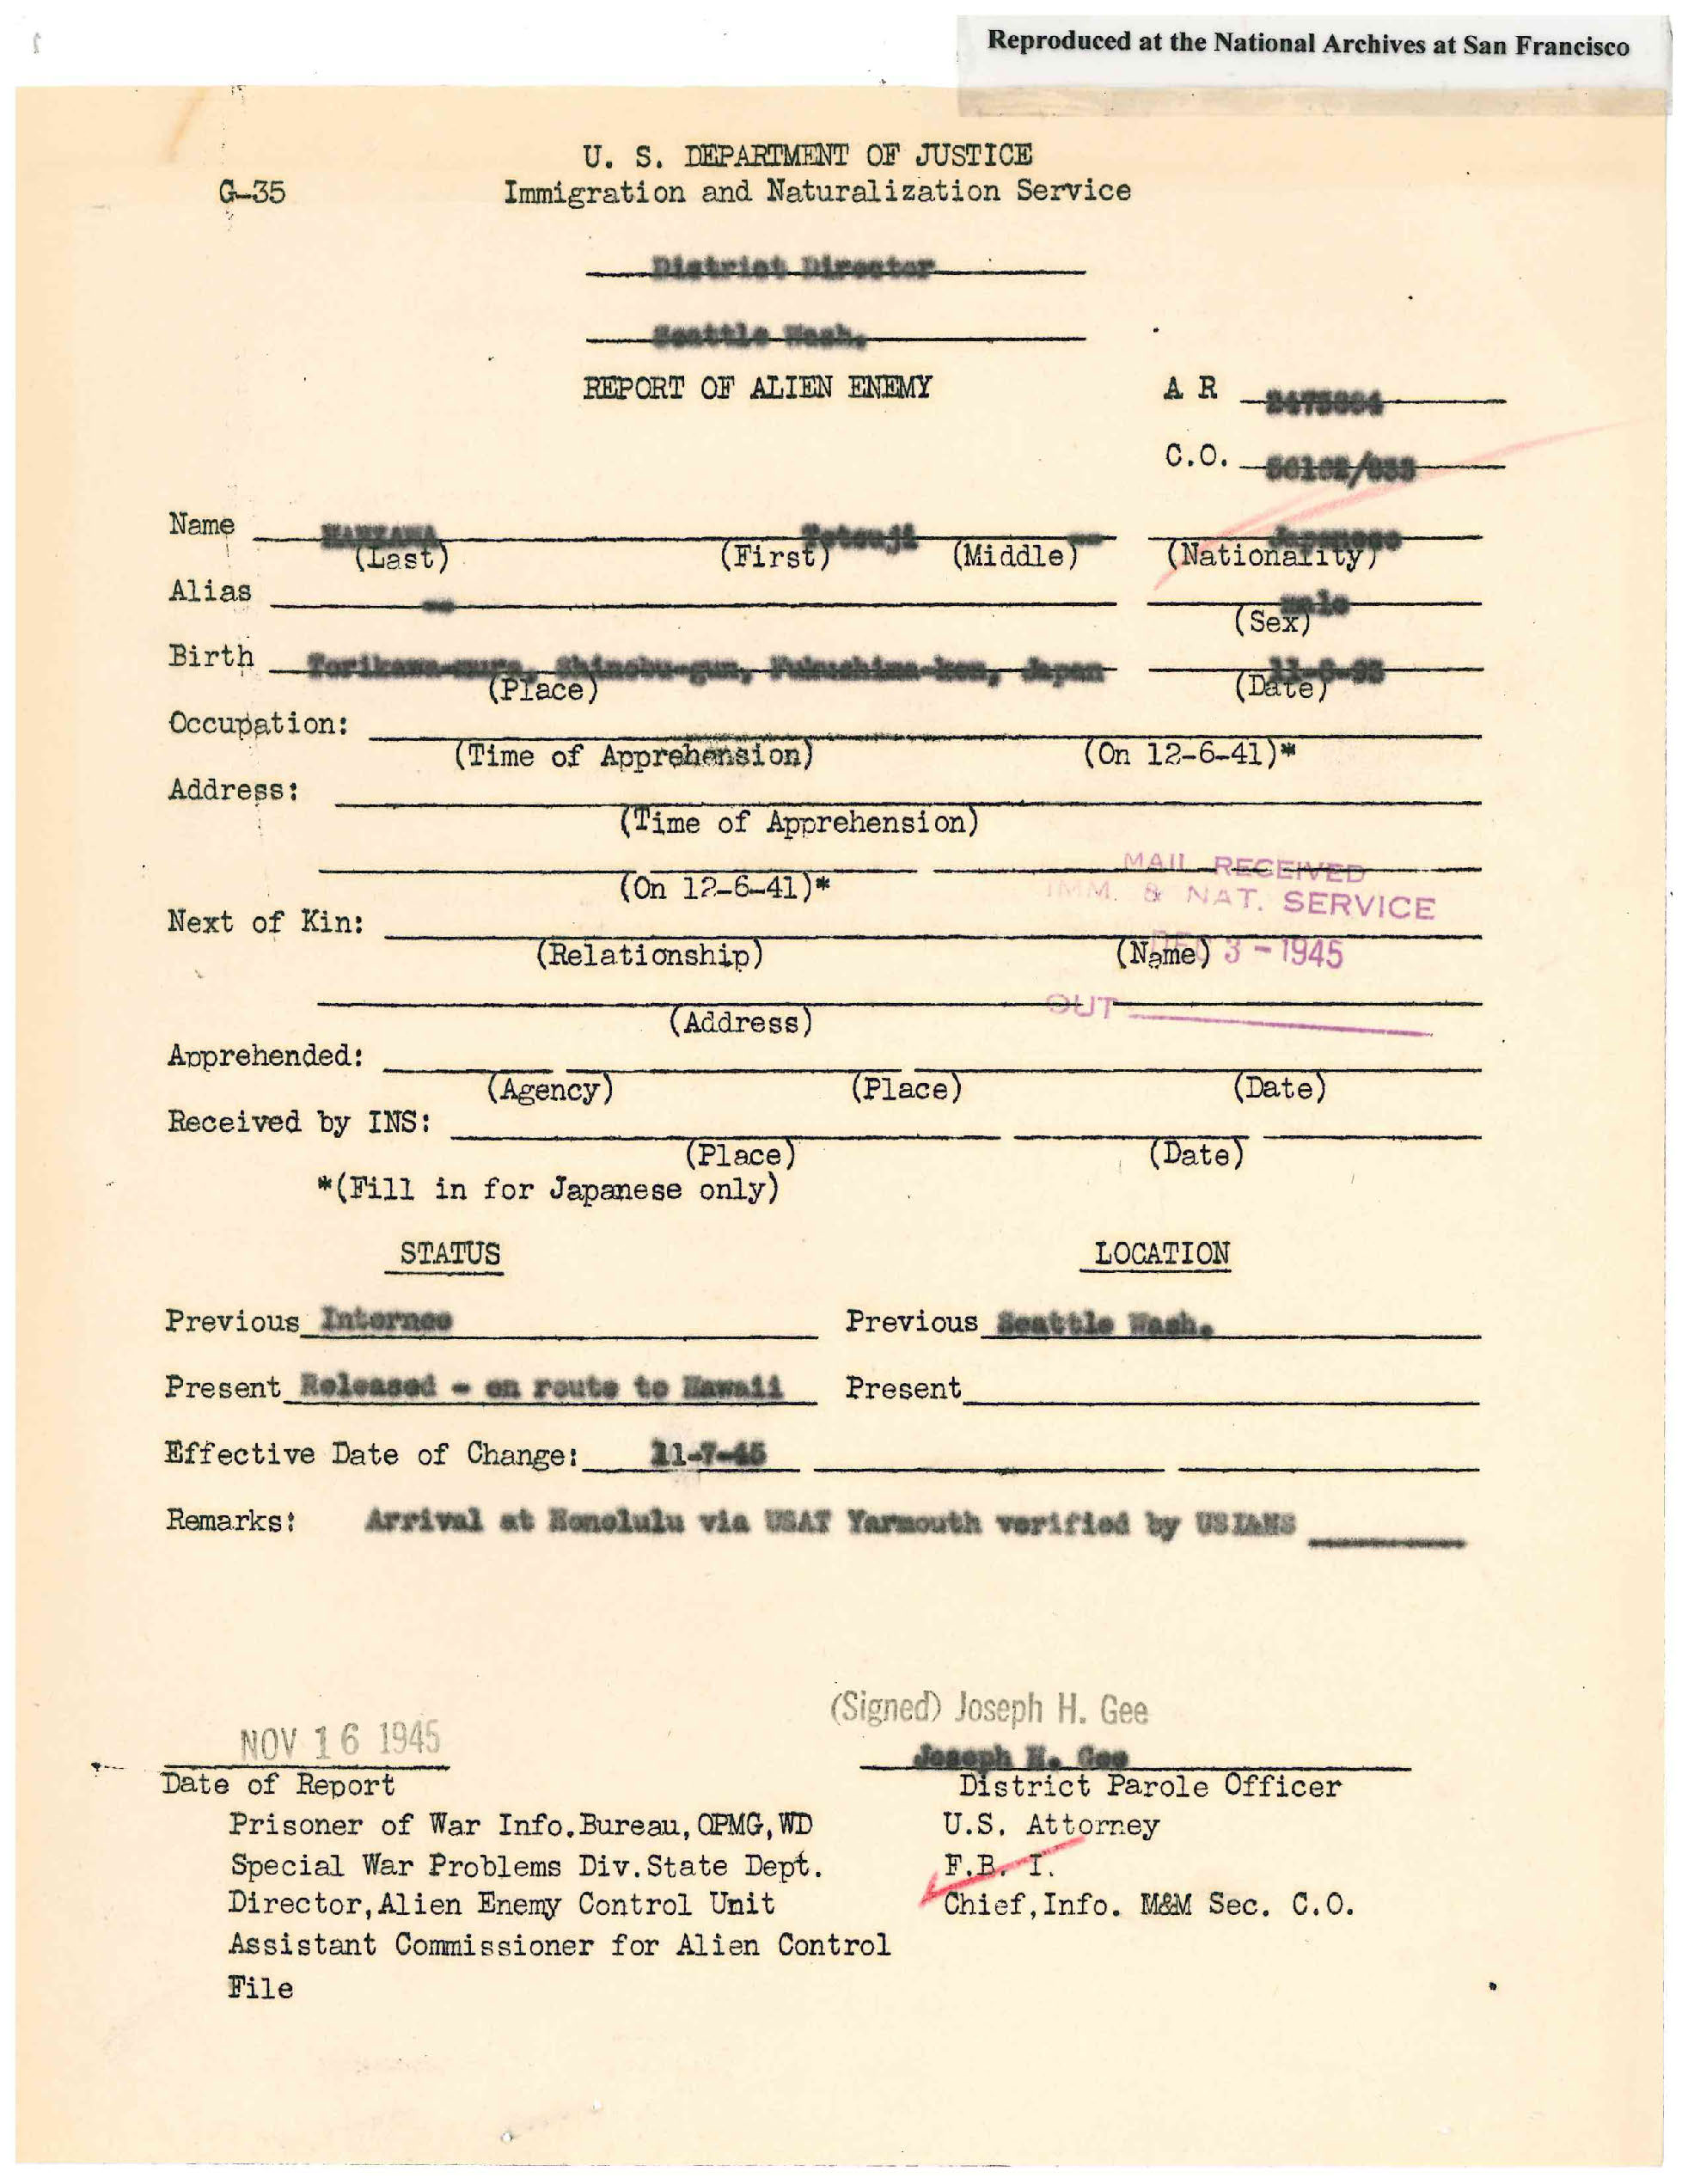 Reproduced at the National Archives at San Francisco
U. S. DEPARTMENT OF JUSTICE
G-35 Immigration and Naturalization Service
District Director
Seattle Wash.
REPORT OF ALIEN ENEMY A R
C.O.
Name Tetsuji Japanese
(Last) (First) (Middle) -- (Nationality)
Alias -- male
(Sex)
Birth Torikawa-mura, Shinobu-gun, Fukushima-ken, Japan
(Place) (Date)
Occupation:
(Time of Apprehension) (On 12-6-41)*
Address:
(Time of Apprehension)
MAIL RECEIVED
(On 12-6-41)* IMM. & NAT. SERVICE
Next of Kin:
(Relationship) (Name) DEC 3 - 1945
OUT
(Address)
Apprehended:
(Agency) (Place) (Date)
Received by INS:
(Place) (Date)
*(Fill in for Japanese only)
STATUS LOCATION
Previous Internee Previous Seattle Wash.
Present Released - en route to Hawaii Present
Effective Date of Change: 11-7-45
Remarks: Arrival at Honolulu via USAT Yarmouth verified by USIANS
(Signed) Joseph H. Gee
NOV 16 1945 Joseph H. Gee
Date of Report District Parole Officer
Prisoner of War Info.Bureau,OPMG,WD U.S. Attorney
Special War Problems Div.State Dept. F.B. I.
Director,Alien Enemy Control Unit Chief,Info. M&M Sec. C.O.
Assistant Commissioner for Alien Control
File